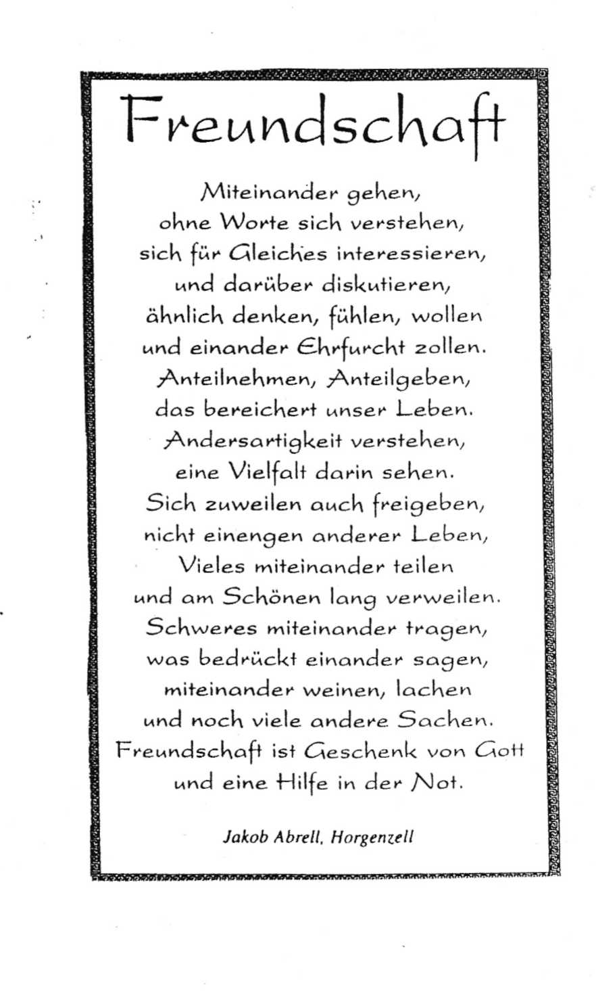 Freundschaft
Miteinander gehen,
ohne Worte sich verstehen,
sich für Gleiches interessieren,
und darüber diskutieren,
ähnlich denken, fühlen, wollen
und einander Ehrfurcht zollen.
Anteilnehmen, Anteilgeben,
das bereichert unser Leben.
Andersartigkeit verstehen,
eine Vielfalt darin sehen.
Sich zuweilen auch freigeben,
nicht einengen anderer Leben,
Vieles miteinander teilen
und am Schönen lang verweilen.
Schweres miteinander tragen,
was bedrückt einander sagen,
miteinander weinen, lachen
und noch viele andere Sachen.
Freundschaft ist Geschenk von Gott
und eine Hilfe in der Not.
Jakob Abrell, Horgenzell